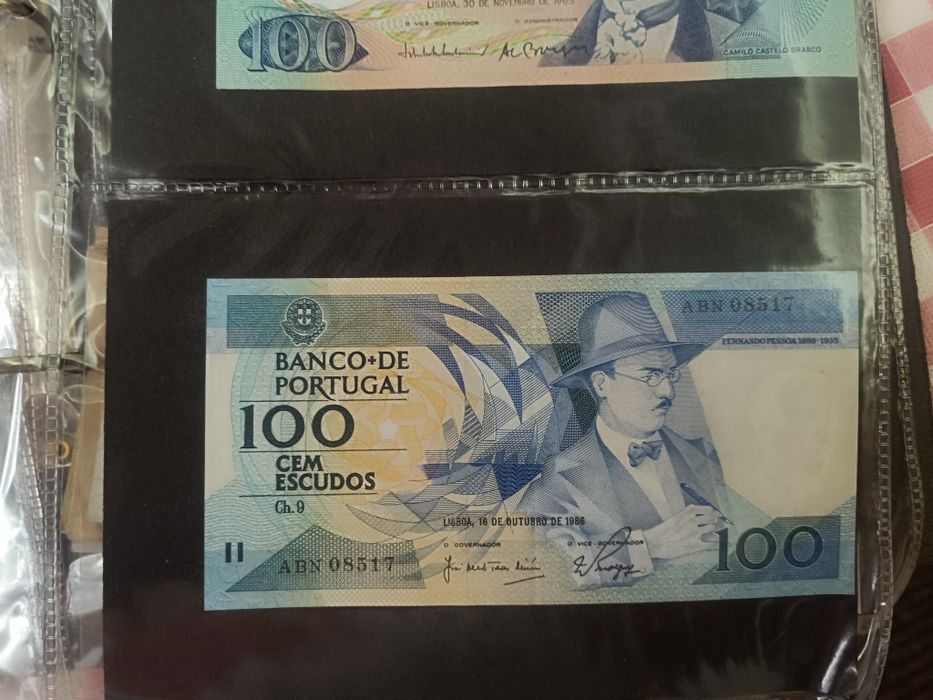 LISBOA, 30 DE NOVEMBRO DE 1965
O VICE-GOVERNADOR O ADMINISTRADOR
100
CAMILO CASTELO BRANCO
ABN 08517
FERNANDO PESSOA 1888-1935
BANCO DE
PORTUGAL
100
CEM
ESCUDOS
Ch. 9
LISBOA, 16 DE OUTUBRO DE 1986
O GOVERNADOR O VICE-GOVERNADOR
ABN 08517
100